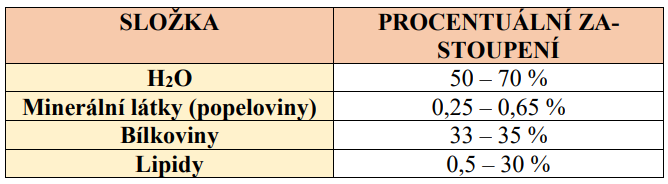 SLOŽKA PROCENTUÁLNÍ ZA-
STOUPENÍ
H₂O 50 – 70 %
Minerální látky (popeloviny) 0,25 – 0,65 %
Bílkoviny 33 – 35 %
Lipidy 0,5 – 30 %